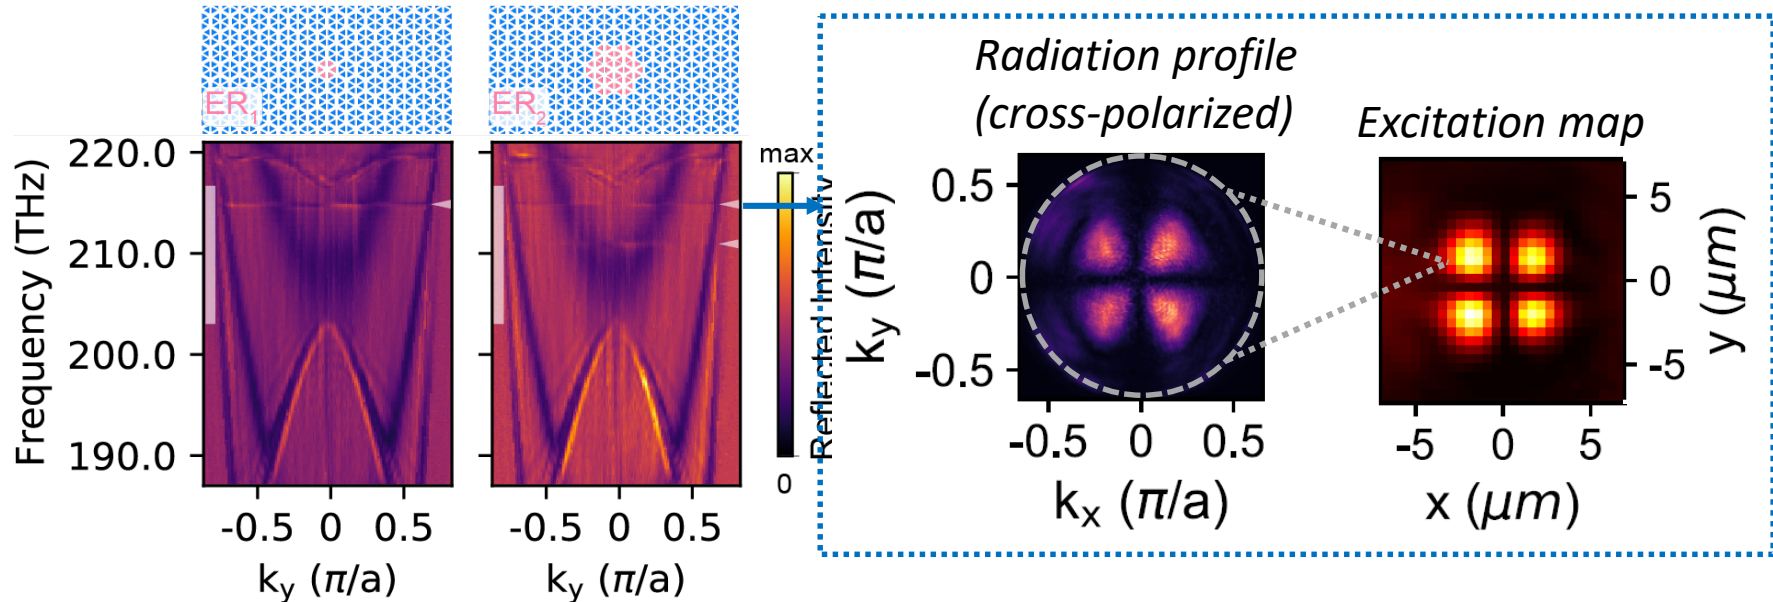 ER1
ER2
Frequency (THz)
220.0
210.0
200.0
190.0
-0.5 0 0.5
ky (π/a)
-0.5 0 0.5
ky (π/a)
max
Reflected Intensity
0
Radiation profile
(cross-polarized)
ky (π/a)
0.5
0
-0.5
-0.5 0 0.5
kx (π/a)
Excitation map
5
0
-5
y (μm)
-5 0 5
x (μm)